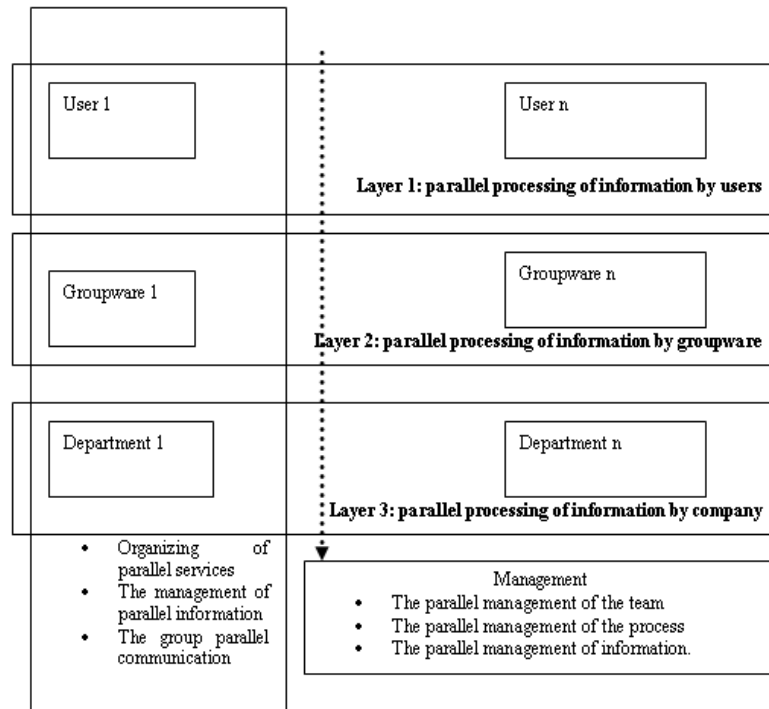 User 1
User n
Layer 1: parallel processing of information by users
Groupware 1
Groupware n
Layer 2: parallel processing of information by groupware
Department 1
Department n
Layer 3: parallel processing of information by company
• Organizing of
parallel services
• The management of
parallel information
• The group parallel
communication
Management
• The parallel management of the team
• The parallel management of the process
• The parallel management of information.